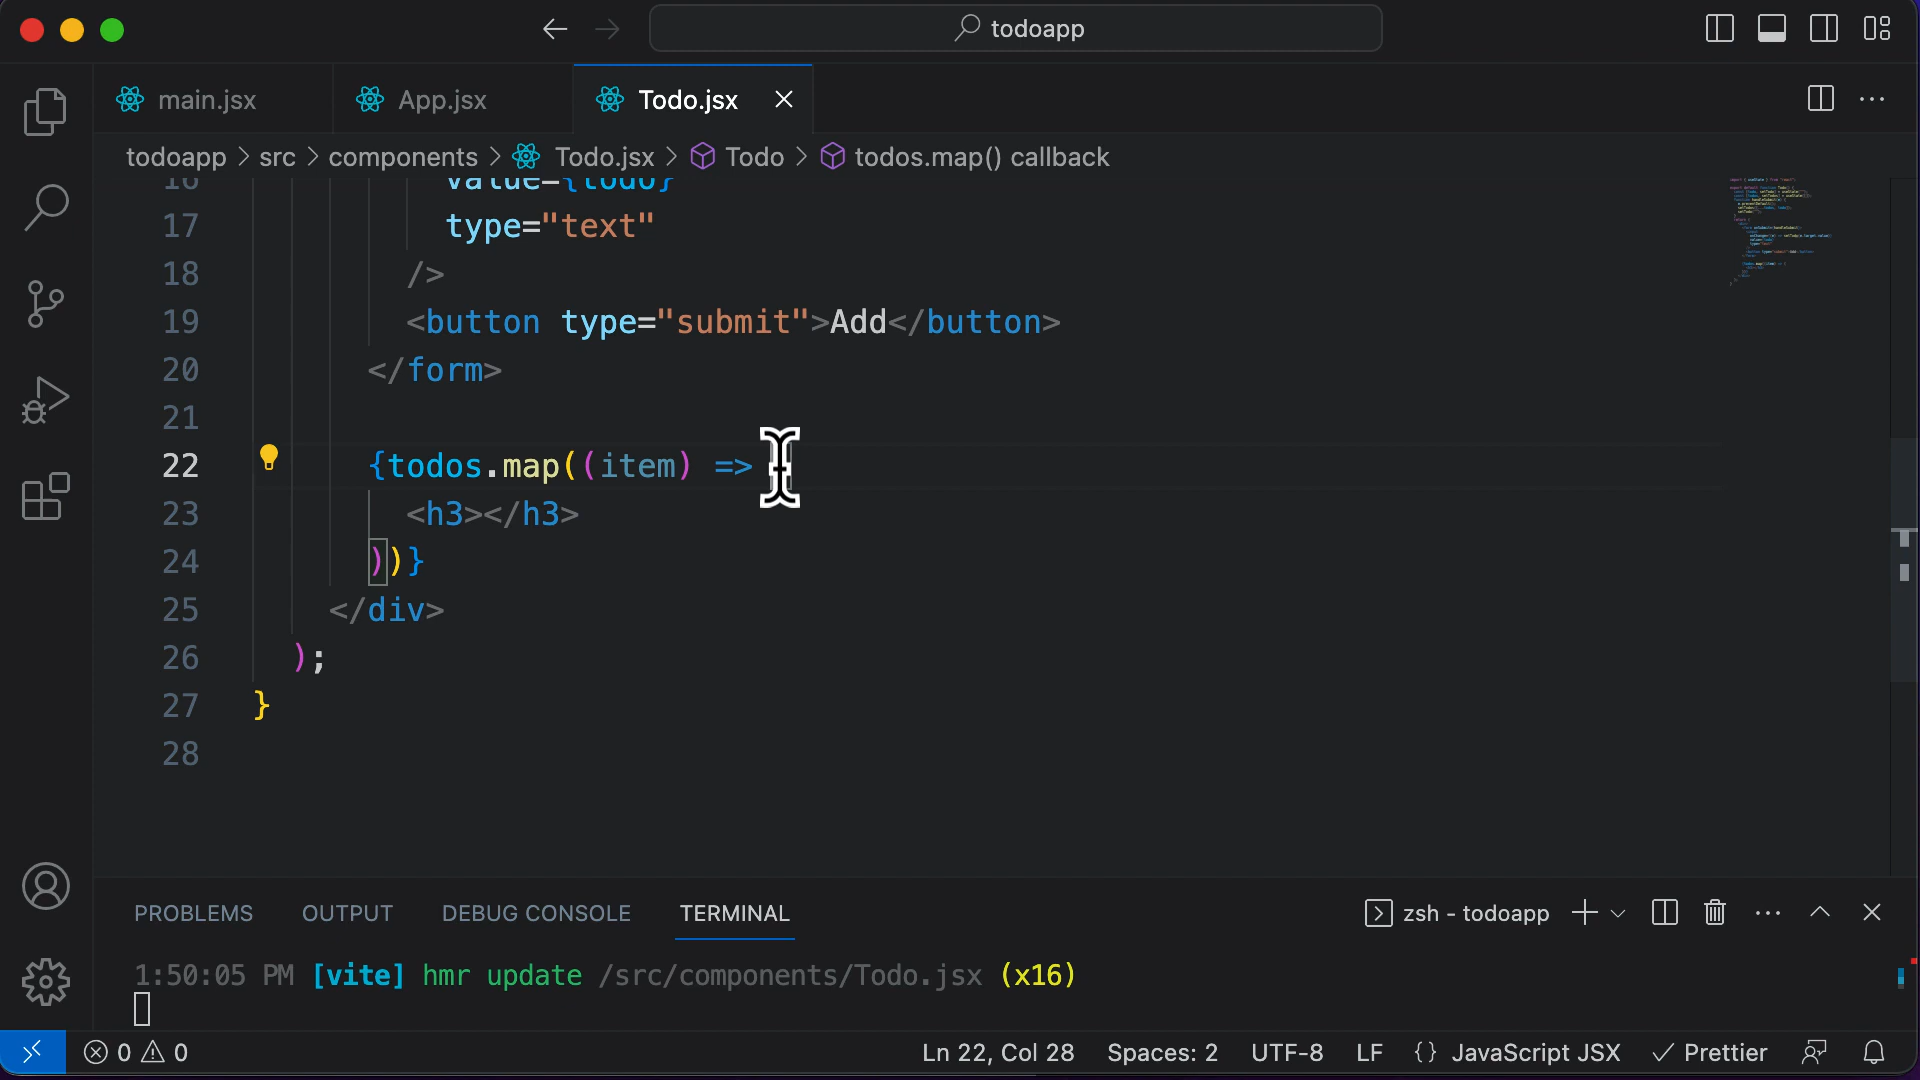 todoapp
main.jsx
App.jsx
Todo.jsx
todoapp > src > components > Todo.jsx > Todo > todos.map() callback
16 value={todo}
17 type="text"
18 />
19 <button type="submit">Add</button>
20 </form>
21
22 {todos.map((item) =>
23 <h3></h3>
24 ))}
25 </div>
26 );
27 }
28
PROBLEMS
OUTPUT
DEBUG CONSOLE
TERMINAL
zsh - todoapp
1:50:05 PM [vite] hmr update /src/components/Todo.jsx (x16)
0 0
Ln 22, Col 28
Spaces: 2
UTF-8
LF
{} JavaScript JSX
Prettier